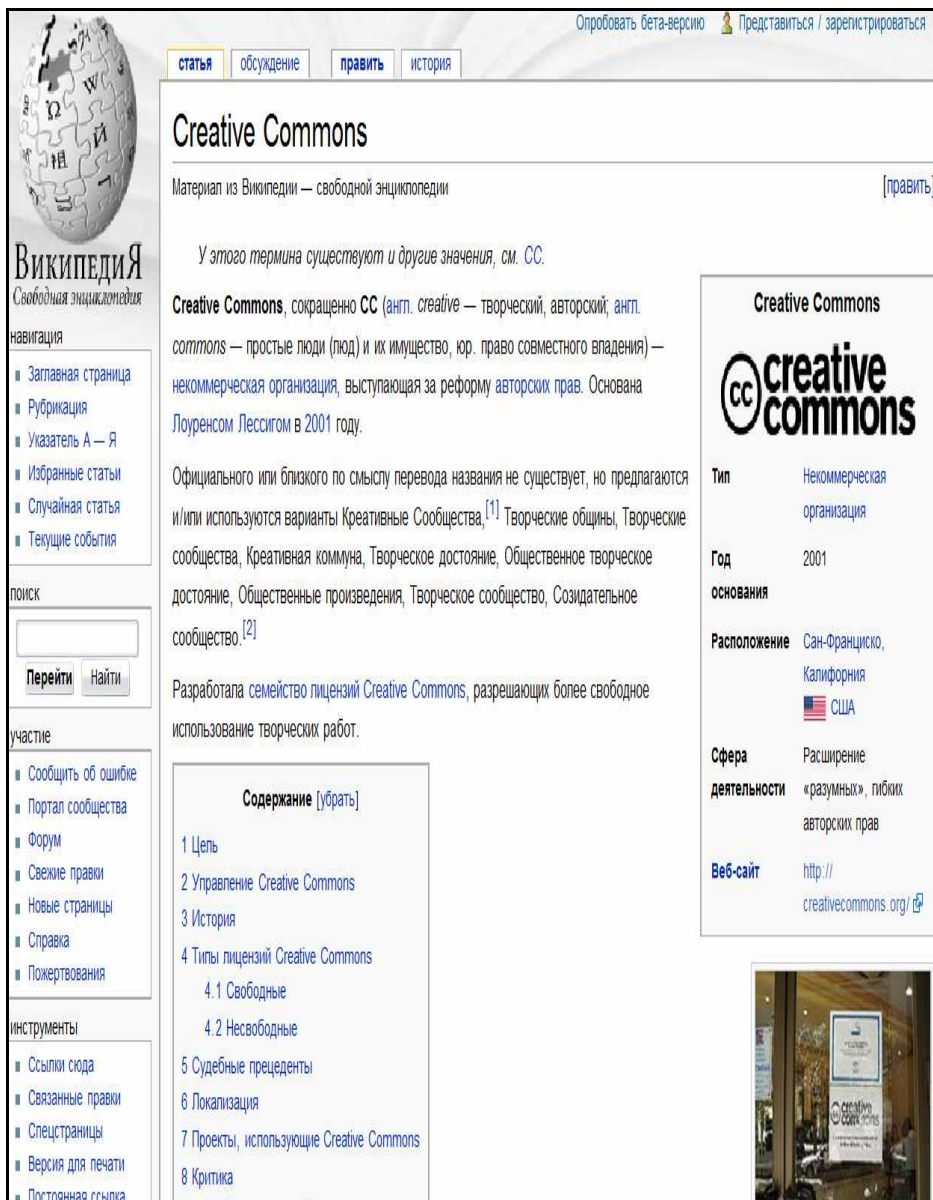 Опробовать бета-версию Представиться / зарегистрироваться
статья обсуждение править история
ВикипедиЯ
Свободная энциклопедия
навигация
Заглавная страница
Рубрикация
Указатель А — Я
Избранные статьи
Случайная статья
Текущие события
поиск
Перейти Найти
участие
Сообщить об ошибке
Портал сообщества
Форум
Свежие правки
Новые страницы
Справка
Пожертвования
инструменты
Ссылки сюда
Связанные правки
Спецстраницы
Версия для печати
Постоянная ссылка
Creative Commons
Материал из Википедии — свободной энциклопедии
[править]
У этого термина существуют и другие значения, см. CC.
Creative Commons, сокращенно CC (англ. creative — творческий, авторский; англ.
commons — простые люди (люд) и их имущество, юр. право совместного владения) —
некоммерческая организация, выступающая за реформу авторских прав. Основана
Лоуренсом Лессигом в 2001 году.
Официального или близкого по смыслу перевода названия не существует, но предлагаются
и/или используются варианты Креативные Сообщества,[1] Творческие общины, Творческие
сообщества, Креативная коммуна, Творческое достояние, Общественное творческое
достояние, Общественные произведения, Творческое сообщество, Созидательное
сообщество.[2]
Разработала семейство лицензий Creative Commons, разрешающих более свободное
использование творческих работ.
Содержание [убрать]
1 Цель
2 Управление Creative Commons
3 История
4 Типы лицензий Creative Commons
4.1 Свободные
4.2 Несвободные
5 Судебные прецеденты
6 Локализация
7 Проекты, использующие Creative Commons
8 Критика
Creative Commons
cc creative
commons
Тип Некоммерческая
организация
Год 2001
основания
Расположение Сан-Франциско,
Калифорния
США
Сфера Расширение
деятельности «разумных», гибких
авторских прав
Веб-сайт http://
creativecommons.org/
creative
commons